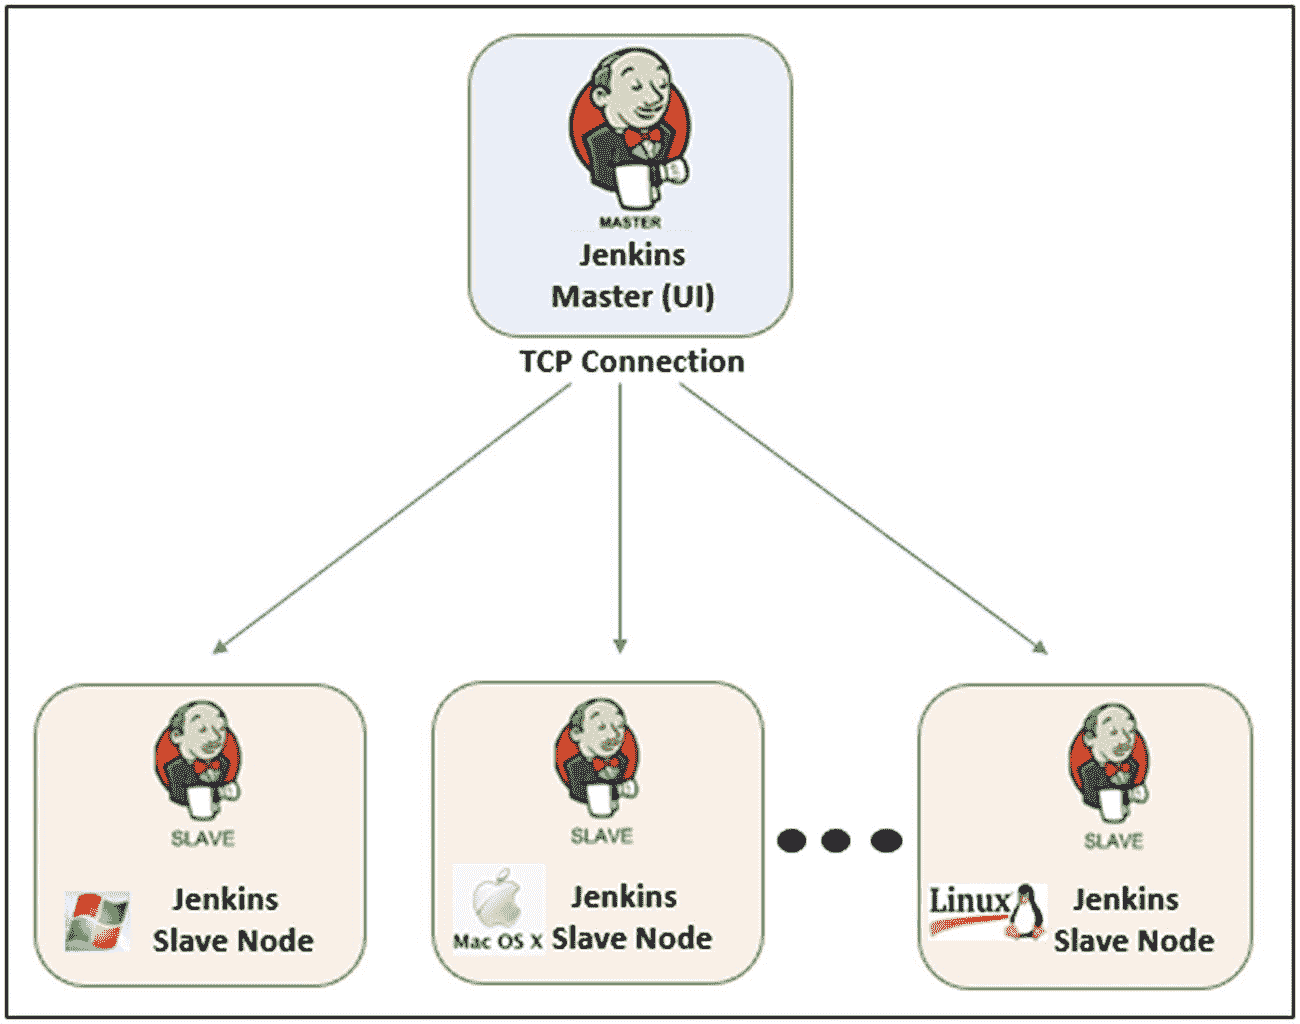 MASTER
Jenkins
Master (UI)
TCP Connection
SLAVE
Jenkins
Slave Node
SLAVE
Mac OS X
Jenkins
Slave Node
SLAVE
Linux
Jenkins
Slave Node